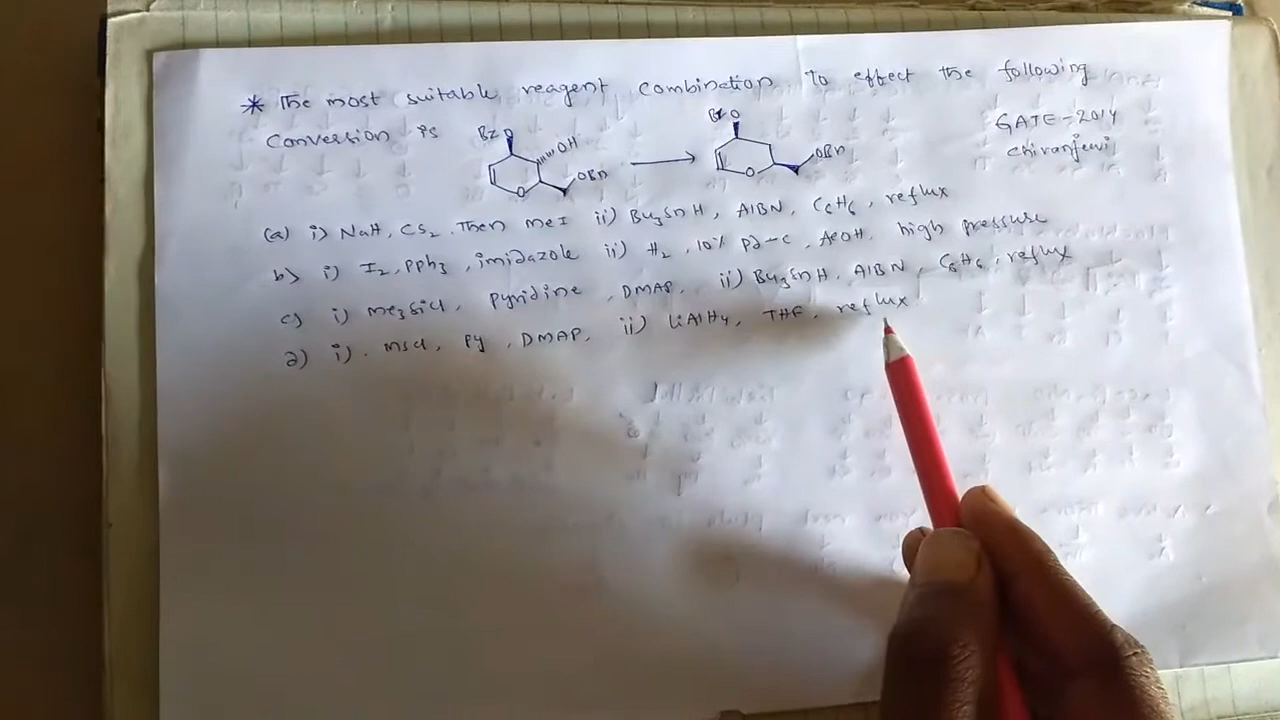 * The most suitable reagent combination to effect the following
conversion is
GATE-2014
chiranjeevi
BzO OH O OBn
BzO O OBn
(a) i) NaH, CS2. Then MeI ii) Bu3SnH, AIBN, C6H6, reflux
b) i) I2, PPh3, imidazole ii) H2, 10% Pd-C, AcOH, high pressure
c) i) Me3SiCl, pyridine, DMAP, ii) Bu3SnH, AIBN, C6H6, reflux
d) i). MsCl, Py, DMAP, ii) LiAlH4, THF, reflux